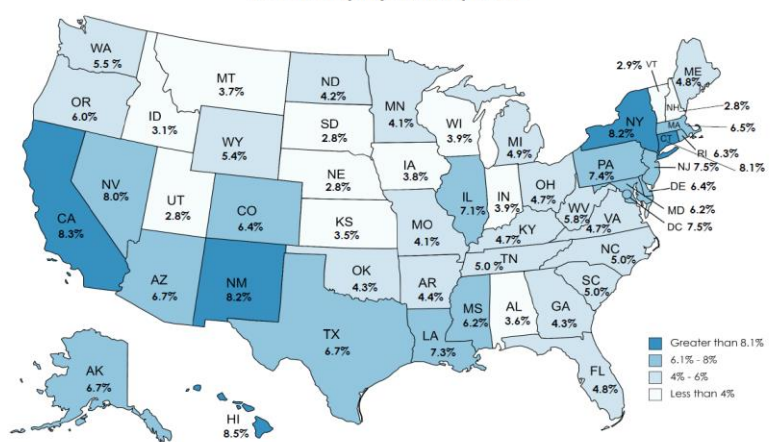 WA
5.5 %
OR
6.0%
CA
8.3%
NV
8.0%
ID
3.1%
MT
3.7%
WY
5.4%
UT
2.8%
CO
6.4%
AZ
6.7%
NM
8.2%
ND
4.2%
SD
2.8%
NE
2.8%
KS
3.5%
OK
4.3%
TX
6.7%
MN
4.1%
IA
3.8%
MO
4.1%
AR
4.4%
LA
7.3%
WI
3.9%
IL
7.1%
MI
4.9%
IN
3.9%
OH
4.7%
KY
4.7%
TN
5.0 %
MS
6.2%
AL
3.6%
GA
4.3%
FL
4.8%
SC
5.0%
NC
5.0%
VA
4.7%
WV
5.8%
PA
7.4%
NY
8.2%
2.9% VT
ME
4.8%
NH
2.8%
MA
6.5%
RI 6.3%
CT
8.1%
NJ 7.5%
DE 6.4%
MD 6.2%
DC 7.5%
AK
6.7%
HI
8.5%
Greater than 8.1%
6.1% - 8%
4% - 6%
Less than 4%